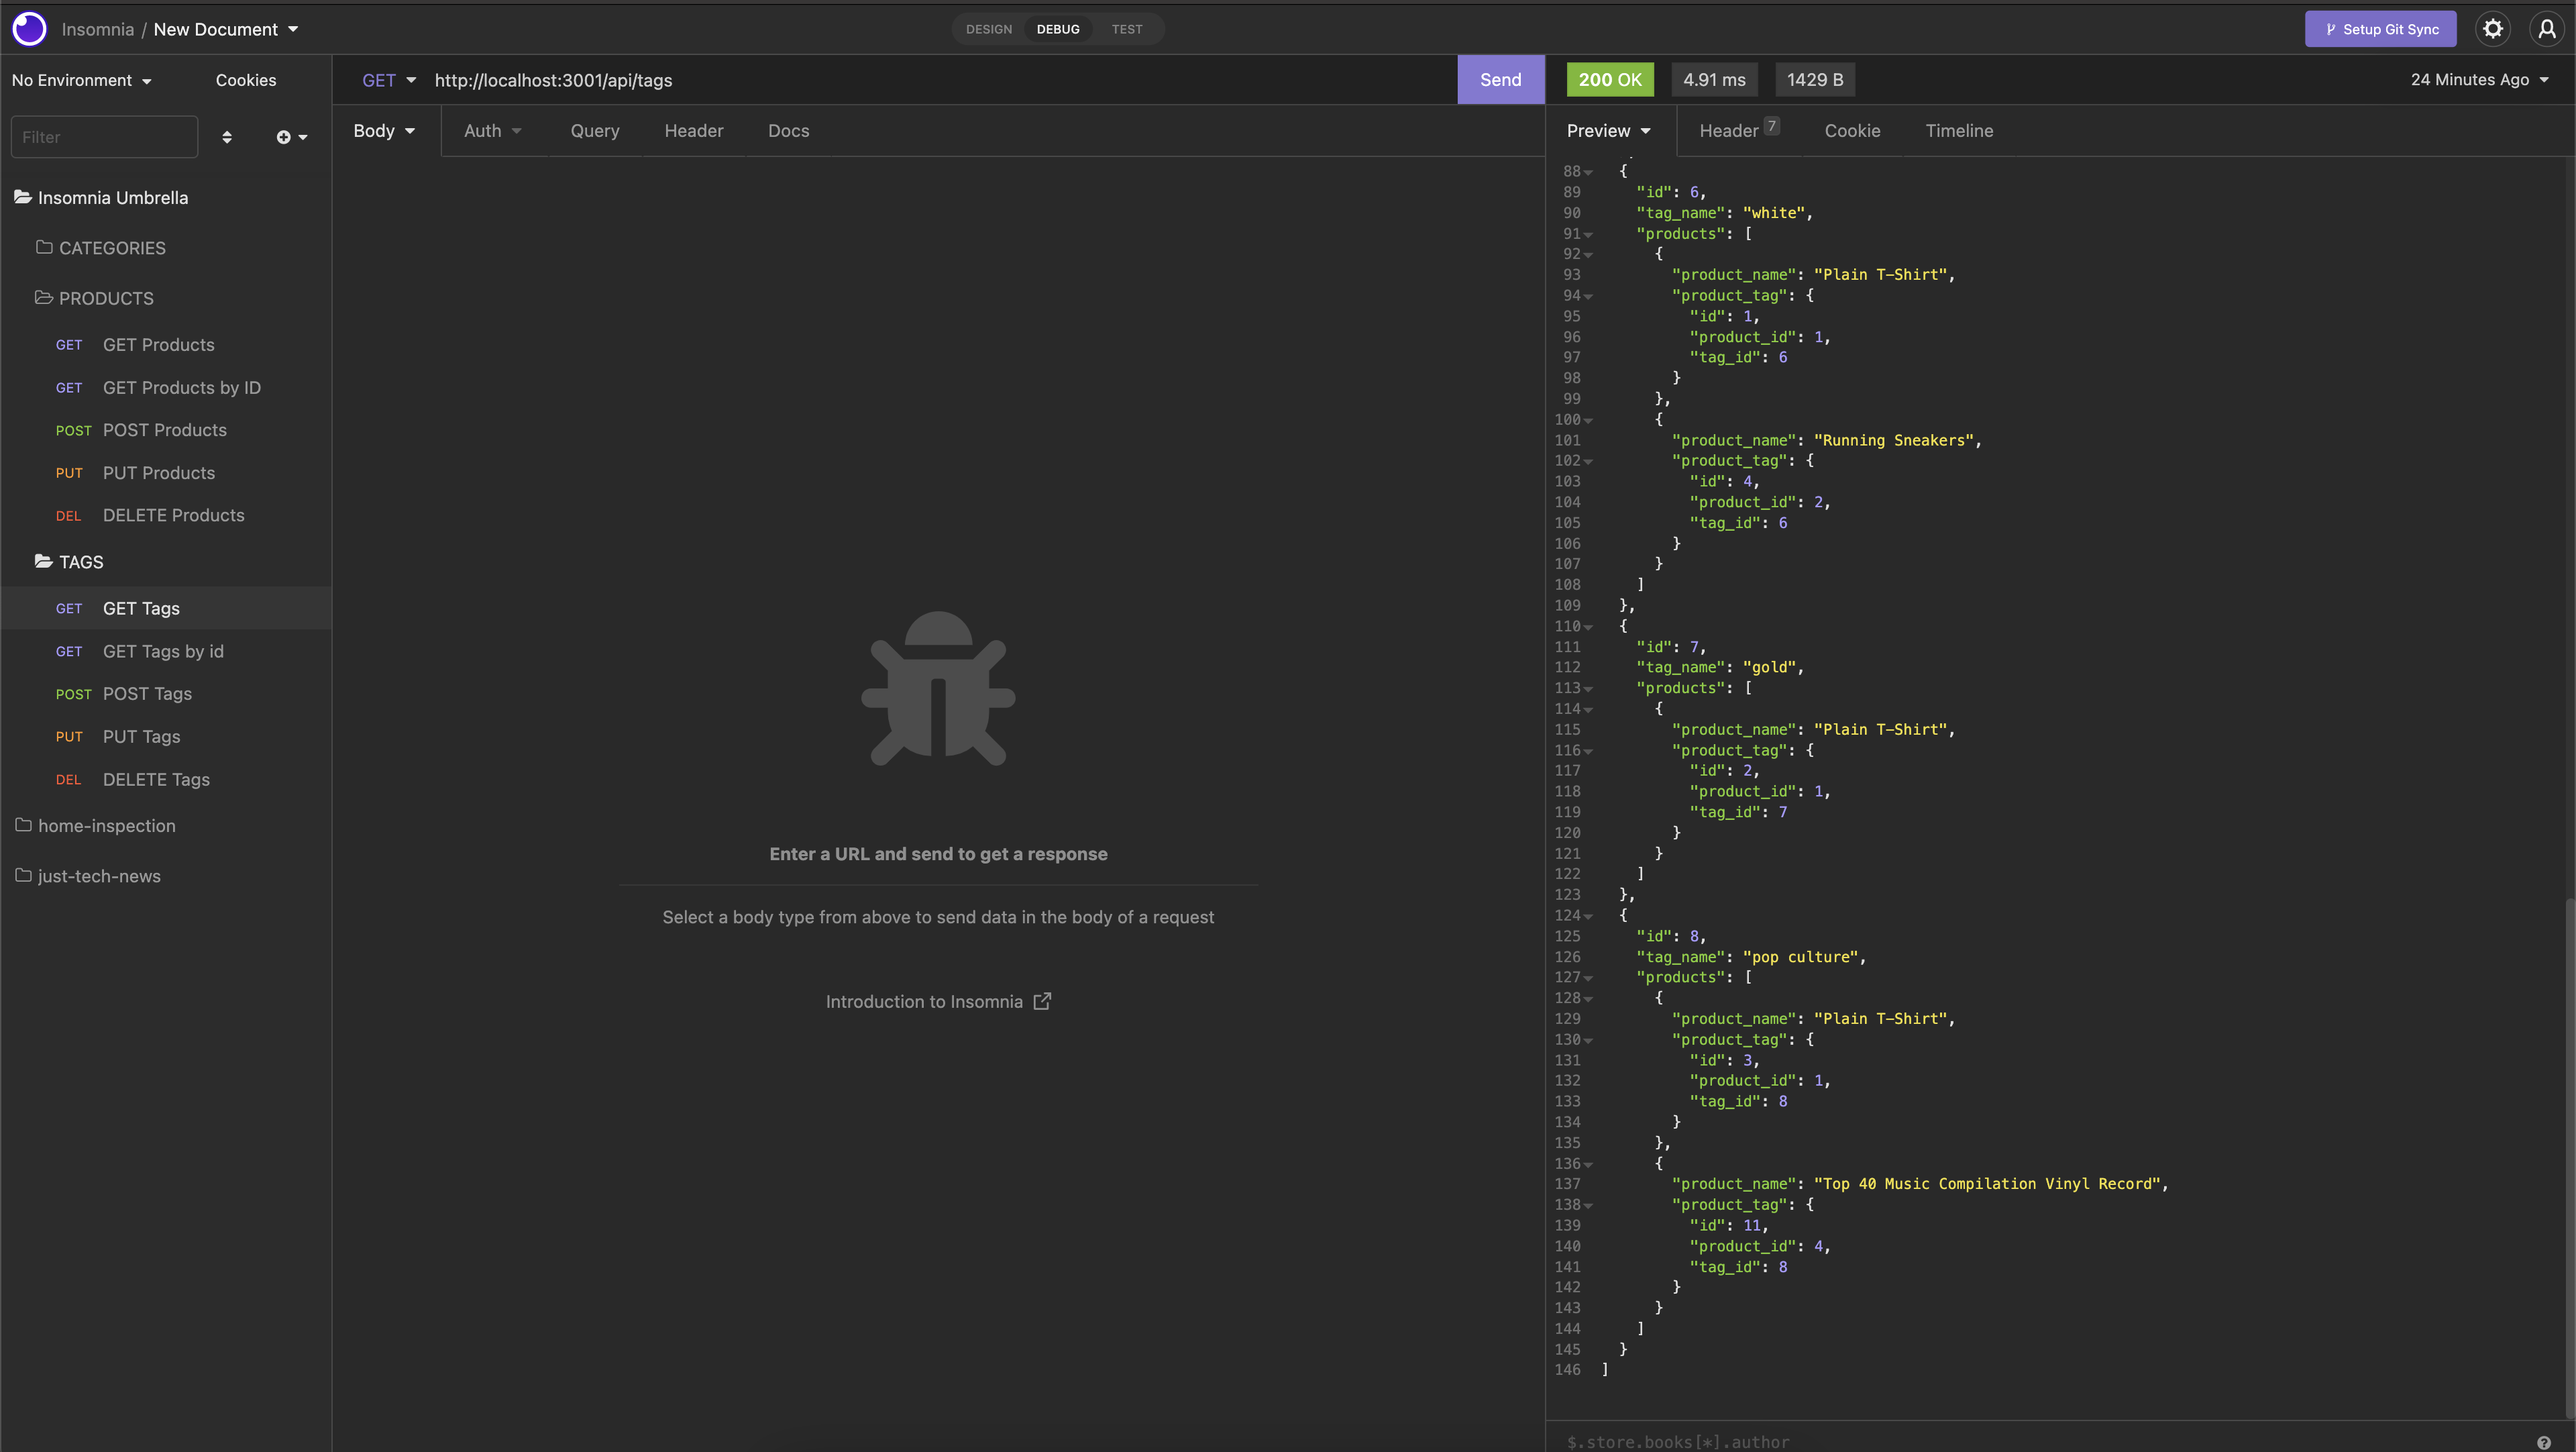 Insomnia / New Document
DESIGN DEBUG TEST
Setup Git Sync
No Environment Cookies
Filter
Insomnia Umbrella
CATEGORIES
PRODUCTS
GET GET Products
GET GET Products by ID
POST POST Products
PUT PUT Products
DEL DELETE Products
TAGS
GET GET Tags
GET GET Tags by id
POST POST Tags
PUT PUT Tags
DEL DELETE Tags
home-inspection
just-tech-news
GET http://localhost:3001/api/tags Send
Body Auth Query Header Docs
Enter a URL and send to get a response
Select a body type from above to send data in the body of a request
Introduction to Insomnia
200 OK 4.91 ms 1429 B 24 Minutes Ago
Preview Header 7 Cookie Timeline
88 {
89 "id": 6,
90 "tag_name": "white",
91 "products": [
92 {
93 "product_name": "Plain T-Shirt",
94 "product_tag": {
95 "id": 1,
96 "product_id": 1,
97 "tag_id": 6
98 }
99 },
100 {
101 "product_name": "Running Sneakers",
102 "product_tag": {
103 "id": 4,
104 "product_id": 2,
105 "tag_id": 6
106 }
107 }
108 ]
109 },
110 {
111 "id": 7,
112 "tag_name": "gold",
113 "products": [
114 {
115 "product_name": "Plain T-Shirt",
116 "product_tag": {
117 "id": 2,
118 "product_id": 1,
119 "tag_id": 7
120 }
121 }
122 ]
123 },
124 {
125 "id": 8,
126 "tag_name": "pop culture",
127 "products": [
128 {
129 "product_name": "Plain T-Shirt",
130 "product_tag": {
131 "id": 3,
132 "product_id": 1,
133 "tag_id": 8
134 }
135 },
136 {
137 "product_name": "Top 40 Music Compilation Vinyl Record",
138 "product_tag": {
139 "id": 11,
140 "product_id": 4,
141 "tag_id": 8
142 }
143 }
144 ]
145 }
146 ]
$.store.books[*].author